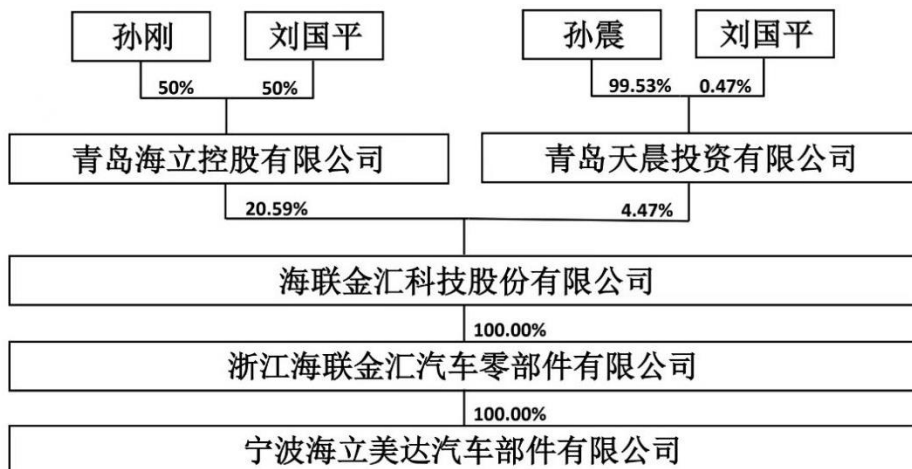 孙刚 刘国平 孙震 刘国平
50% 50% 99.53% 0.47%
青岛海立控股有限公司 青岛天晨投资有限公司
20.59% 4.47%
海联金汇科技股份有限公司
100.00%
浙江海联金汇汽车零部件有限公司
100.00%
宁波海立美达汽车部件有限公司